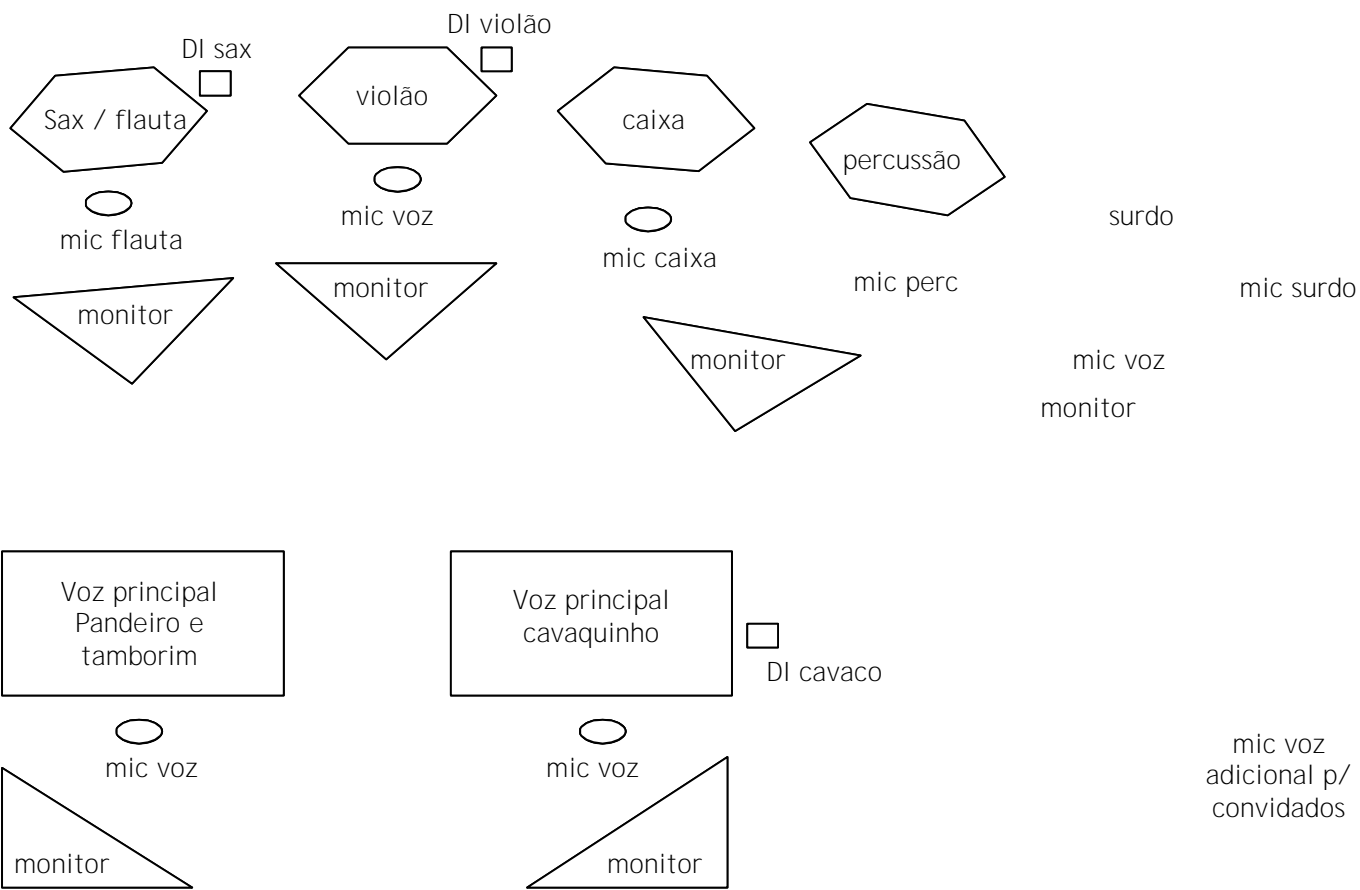 DI sax
DI violão
Sax / flauta
violão
caixa
percussão
mic flauta
mic voz
mic caixa
surdo
mic perc
mic surdo
monitor
monitor
monitor
mic voz
monitor
Voz principal
Pandeiro e
tamborim
Voz principal
cavaquinho
DI cavaco
mic voz
mic voz
mic voz
adicional p/
convidados
monitor
monitor